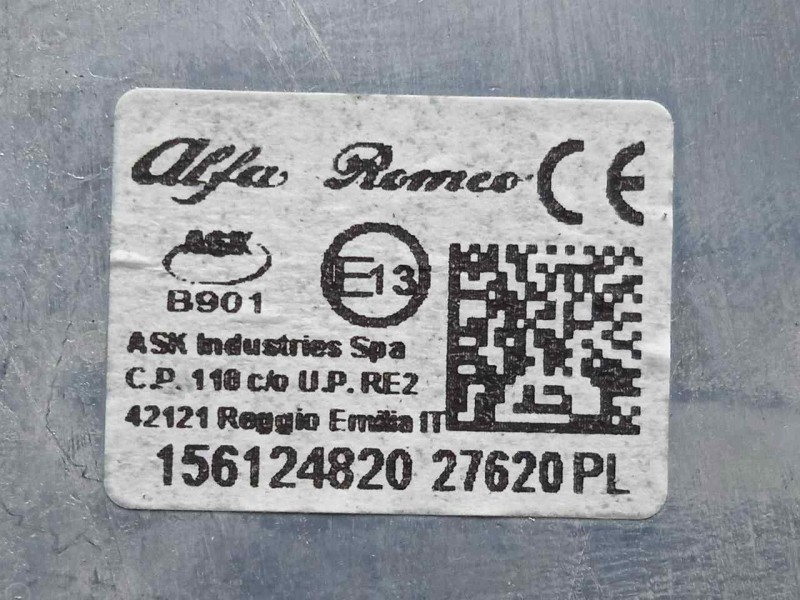 Alfa Romeo CE
ASK
B901
E13
ASK Industries Spa
C.P. 110 c/o U.P. RE2
42121 Reggio Emilia IT
156124820 27620 PL